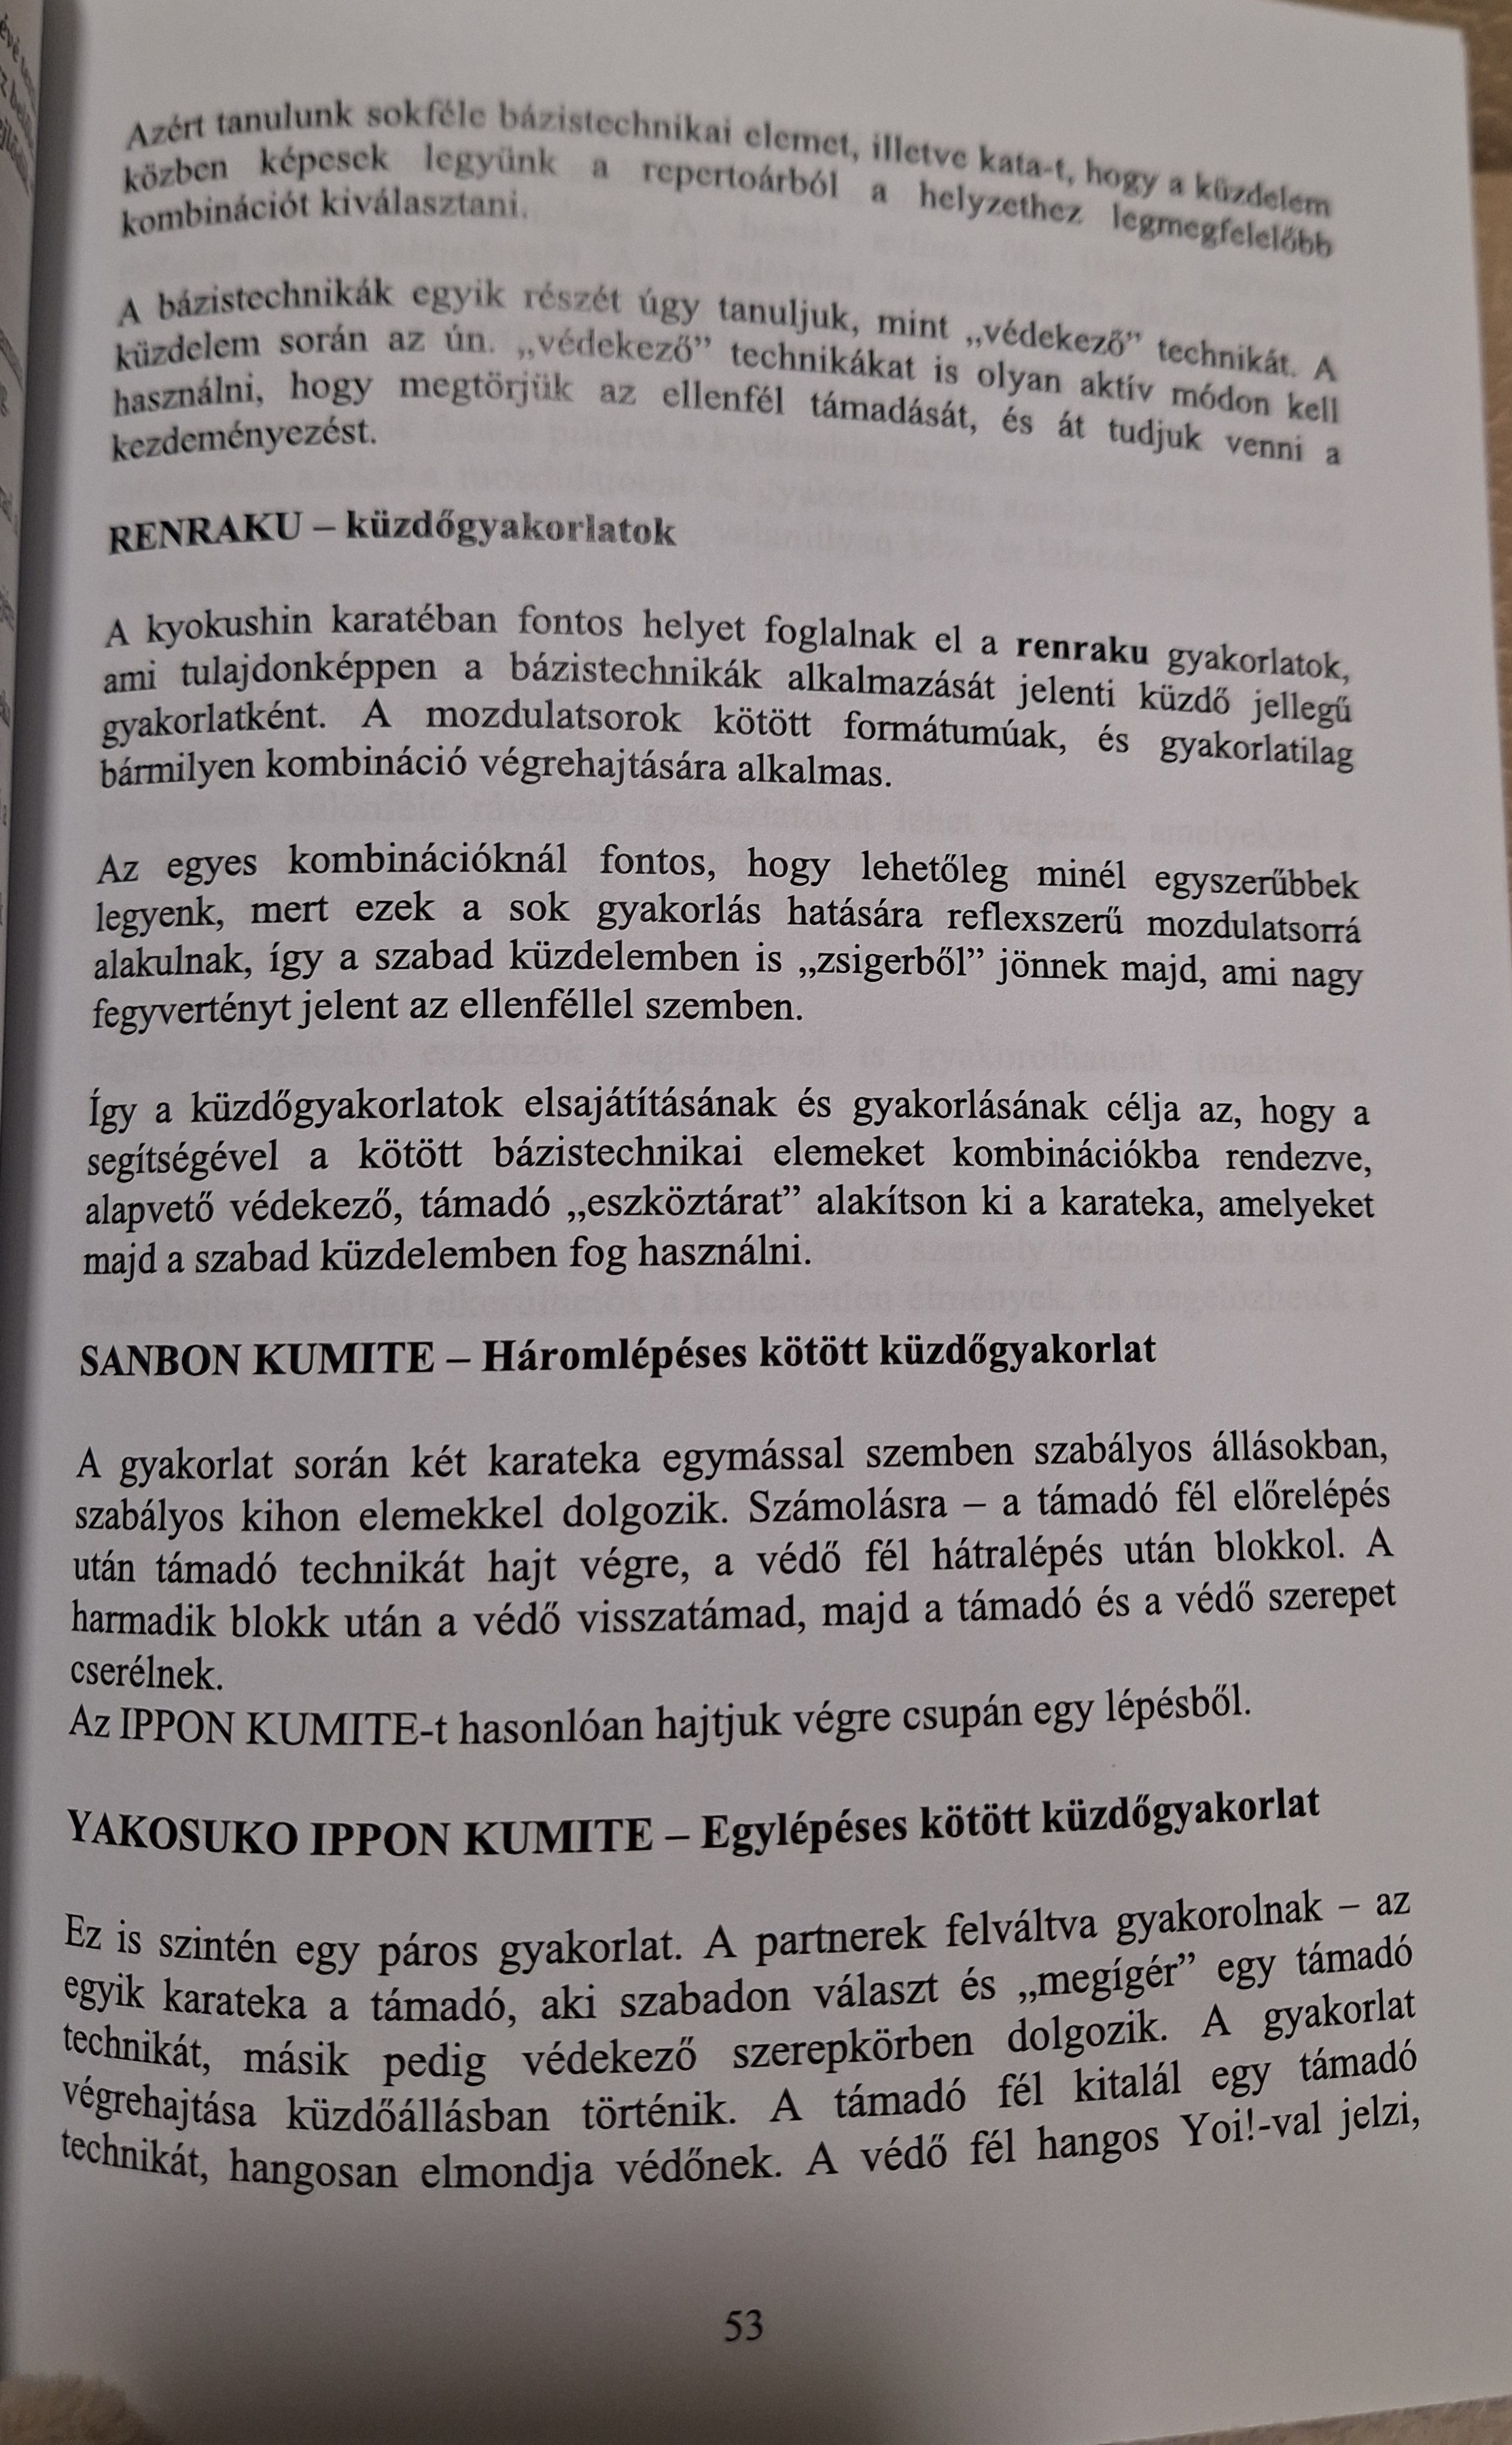 Azért tanulunk sokféle bázistechnikai elemet, illetve kata-t, hogy a küzdelem
közben képesek legyünk a repertoárból a helyzethez legmegfelelőbb
kombinációt kiválasztani.
A bázistechnikák egyik részét úgy tanuljuk, mint „védekező” technikát. A
küzdelem során az ún. „védekező” technikákat is olyan aktív módon kell
használni, hogy megtörjük az ellenfél támadását, és át tudjuk venni a
kezdeményezést.
RENRAKU – küzdőgyakorlatok
A kyokushin karatéban fontos helyet foglalnak el a renraku gyakorlatok,
ami tulajdonképpen a bázistechnikák alkalmazását jelenti küzdő jellegű
gyakorlatként. A mozdulatsorok kötött formátumúak, és gyakorlatilag
bármilyen kombináció végrehajtására alkalmas.
Az egyes kombinációknál fontos, hogy lehetőleg minél egyszerűbbek
legyenk, mert ezek a sok gyakorlás hatására reflexszerű mozdulatsorrá
alakulnak, így a szabad küzdelemben is „zsigerből” jönnek majd, ami nagy
fegyvertényt jelent az ellenféllel szemben.
Így a küzdőgyakorlatok elsajátításának és gyakorlásának célja az, hogy a
segítségével a kötött bázistechnikai elemeket kombinációkba rendezve,
alapvető védekező, támadó „eszköztárat” alakítson ki a karateka, amelyeket
majd a szabad küzdelemben fog használni.
SANBON KUMITE – Háromlépéses kötött küzdőgyakorlat
A gyakorlat során két karateka egymással szemben szabályos állásokban,
szabályos kihon elemekkel dolgozik. Számolásra – a támadó fél előrelépés
után támadó technikát hajt végre, a védő fél hátralépés után blokkol. A
harmadik blokk után a védő visszatámad, majd a támadó és a védő szerepet
cserélnek.
Az IPPON KUMITE-t hasonlóan hajtjuk végre csupán egy lépésből.
YAKOSUKO IPPON KUMITE – Egylépéses kötött küzdőgyakorlat
Ez is szintén egy páros gyakorlat. A partnerek felváltva gyakorolnak – az
egyik karateka a támadó, aki szabadon választ és „megígér” egy támadó
technikát, másik pedig védekező szerepkörben dolgozik. A gyakorlat
végrehajtása küzdőállásban történik. A támadó fél kitalál egy támadó
technikát, hangosan elmondja védőnek. A védő fél hangos Yoi!-val jelzi,
53